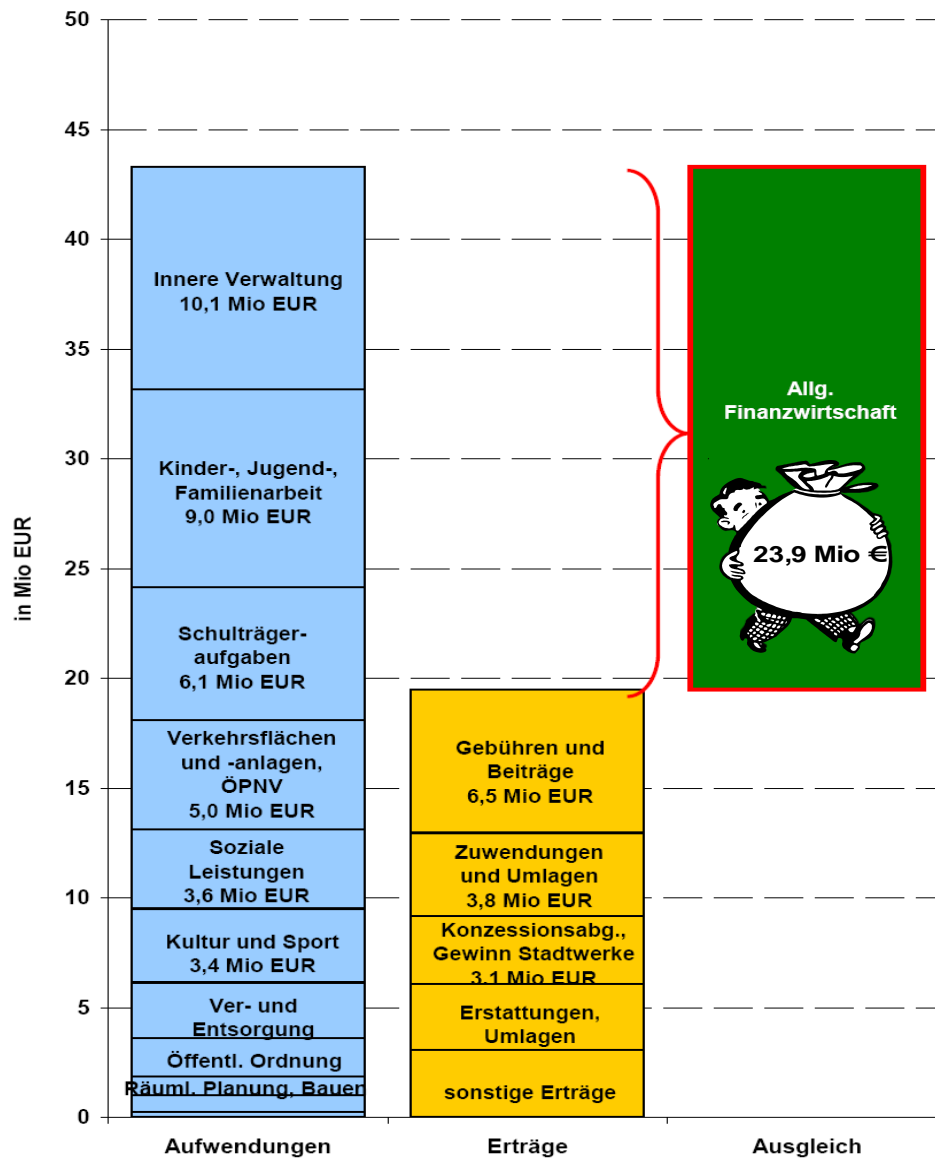 50
45
40
35
30
25
20
15
10
5
0
in Mio EUR
Innere Verwaltung
10,1 Mio EUR
Kinder-, Jugend-,
Familienarbeit
9,0 Mio EUR
Schulträger-
aufgaben
6,1 Mio EUR
Verkehrsflächen
und -anlagen,
ÖPNV
5,0 Mio EUR
Soziale
Leistungen
3,6 Mio EUR
Kultur und Sport
3,4 Mio EUR
Ver- und
Entsorgung
Öffentl. Ordnung
Räuml. Planung, Bauen
Gebühren und
Beiträge
6,5 Mio EUR
Zuwendungen
und Umlagen
3,8 Mio EUR
Konzessionsabg.,
Gewinn Stadtwerke
3,1 Mio EUR
Erstattungen,
Umlagen
sonstige Erträge
Allg.
Finanzwirtschaft
23,9 Mio €
Aufwendungen
Erträge
Ausgleich